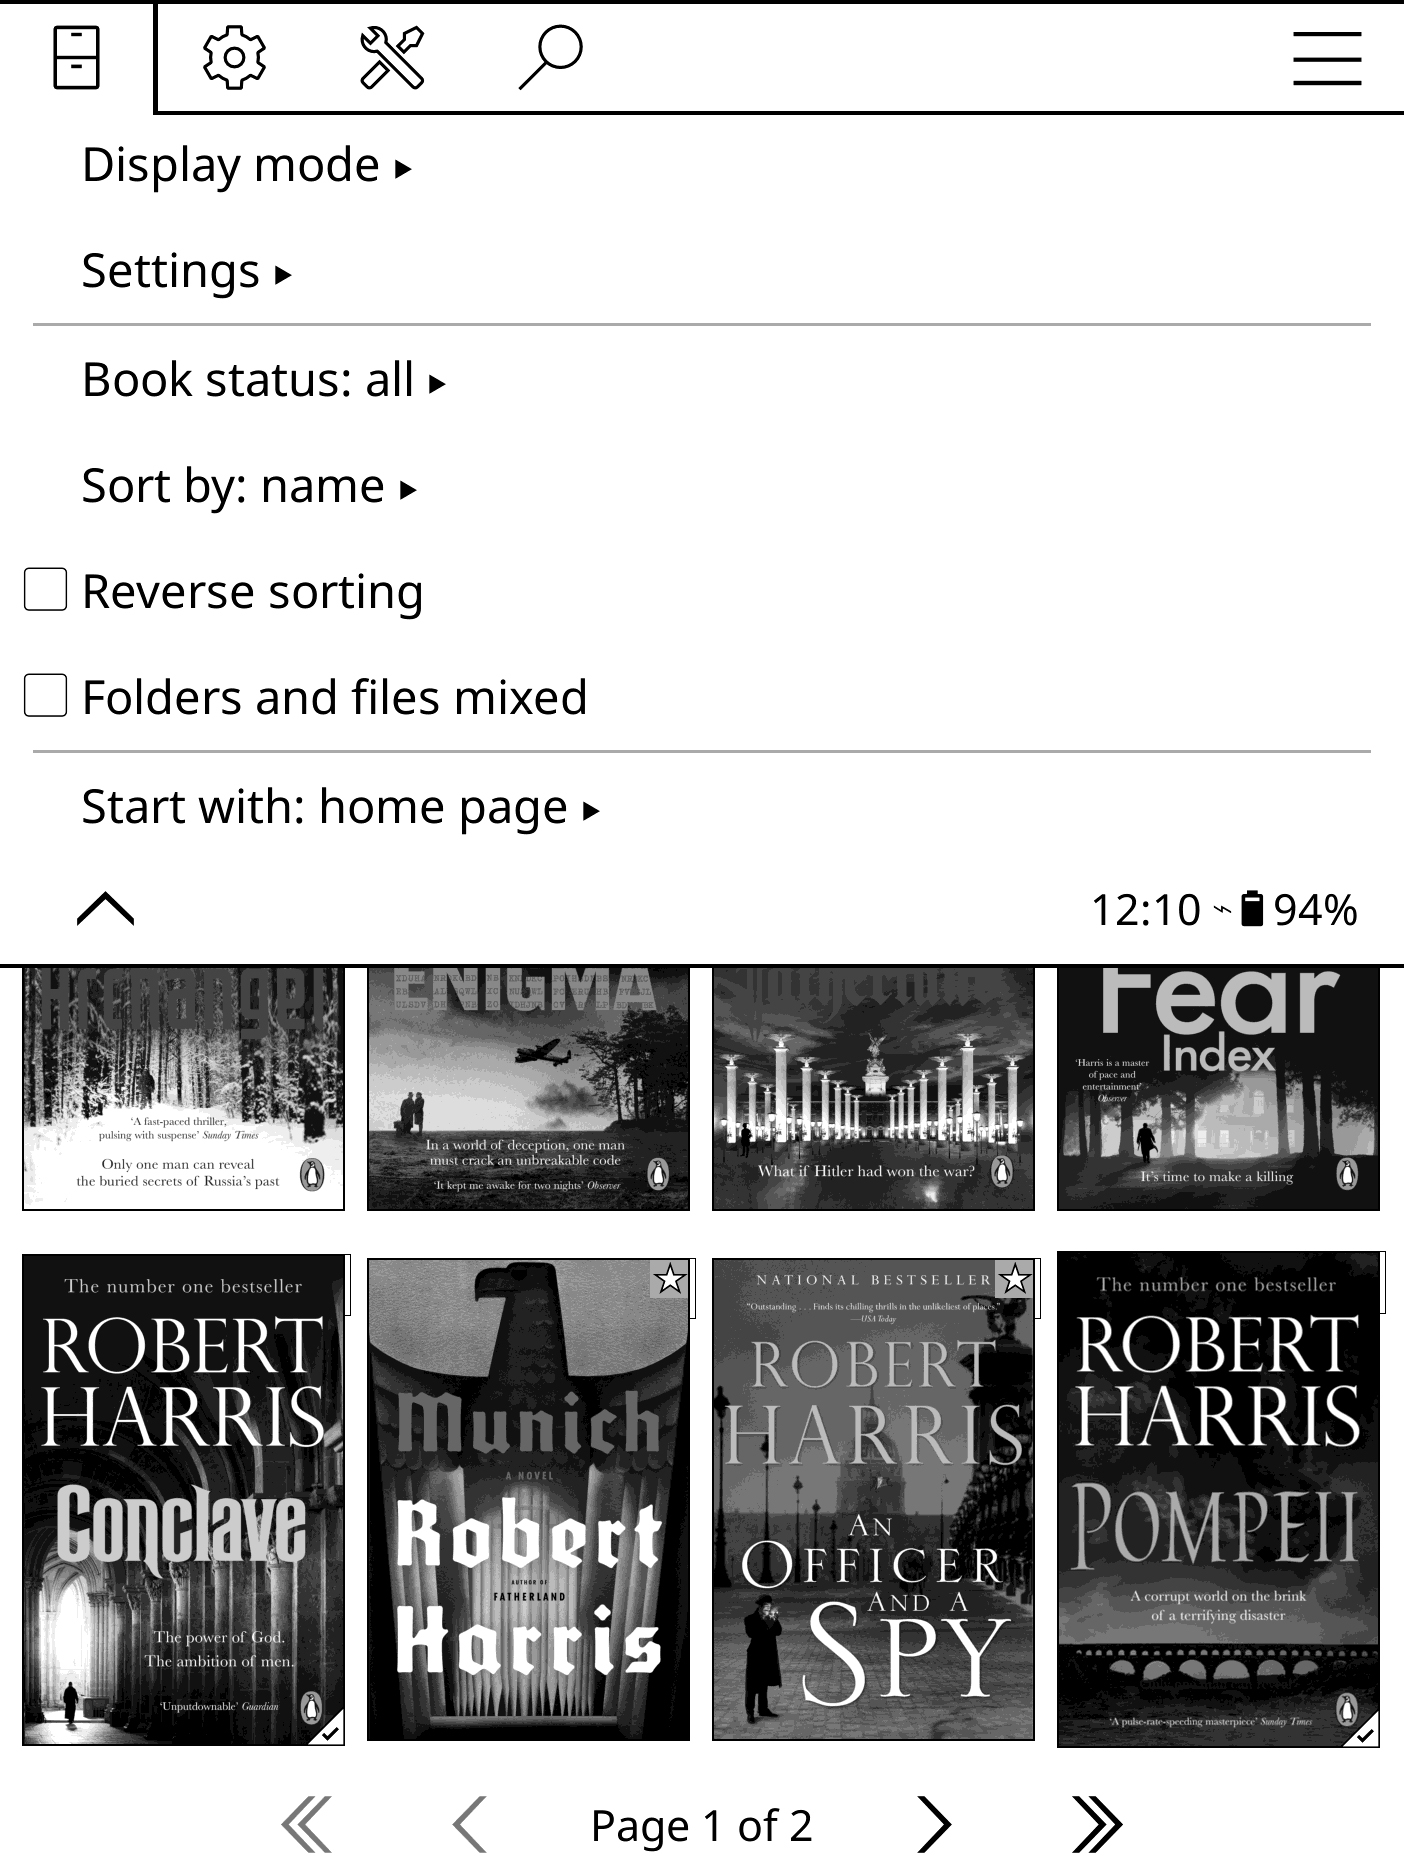 Display mode ▸
Settings ▸
Book status: all ▸
Sort by: name ▸
Reverse sorting
Folders and files mixed
Start with: home page ▸
12:10 94%
Archangel
‘A fast-paced thriller,
pulsing with suspense’ Sunday Times
Only one man can reveal
the buried secrets of Russia’s past
ENIGMA
In a world of deception, one man
must crack an unbreakable code
‘It kept me awake for two nights’ Observer
Fatherland
What if Hitler had won the war?
Fear
Index
‘Harris is a master
of pace and
entertainment’
Observer
It’s time to make a killing
The number one bestseller
ROBERT
HARRIS
Conclave
The power of God.
The ambition of men.
‘Unputdownable’ Guardian
Munich
A NOVEL
Robert
AUTHOR OF
FATHERLAND
Harris
NATIONAL BESTSELLER
“Outstanding . . . Finds its chilling thrills in the unlikeliest of places.”
—USA Today
ROBERT
HARRIS
AN
OFFICER
AND A
SPY
The number one bestseller
ROBERT
HARRIS
POMPEII
A corrupt world on the brink
of a terrifying disaster
‘A pulse-rate-speeding masterpiece’ Sunday Times
Page 1 of 2